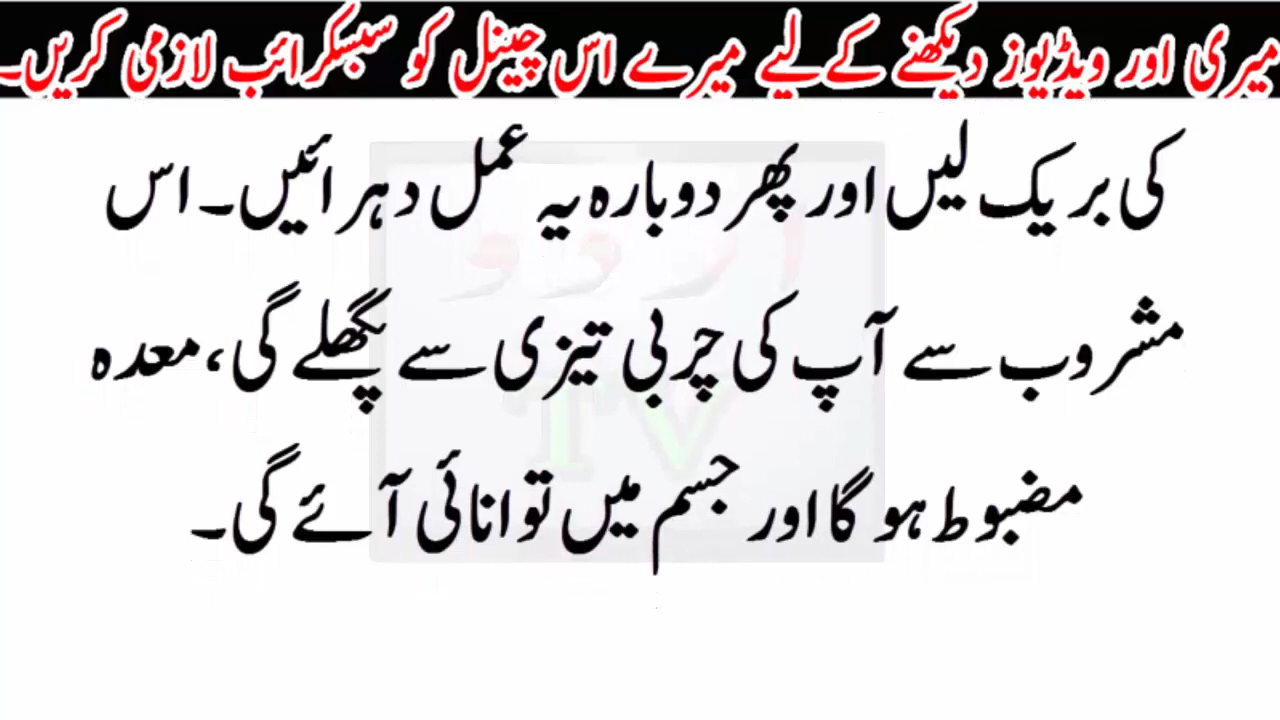 میری اور ویڈیوز دیکھنے کے لیے میرے اس چینل کو سبسکرائب لازمی کریں۔
کی بریک لیں اور پھر دوبارہ یہ عمل دہرائیں۔ اس
مشروب سے آپ کی چربی تیزی سے پگھلے گی، معدہ
مضبوط ہو گا اور جسم میں توانائی آئے گی۔
اردو
TV